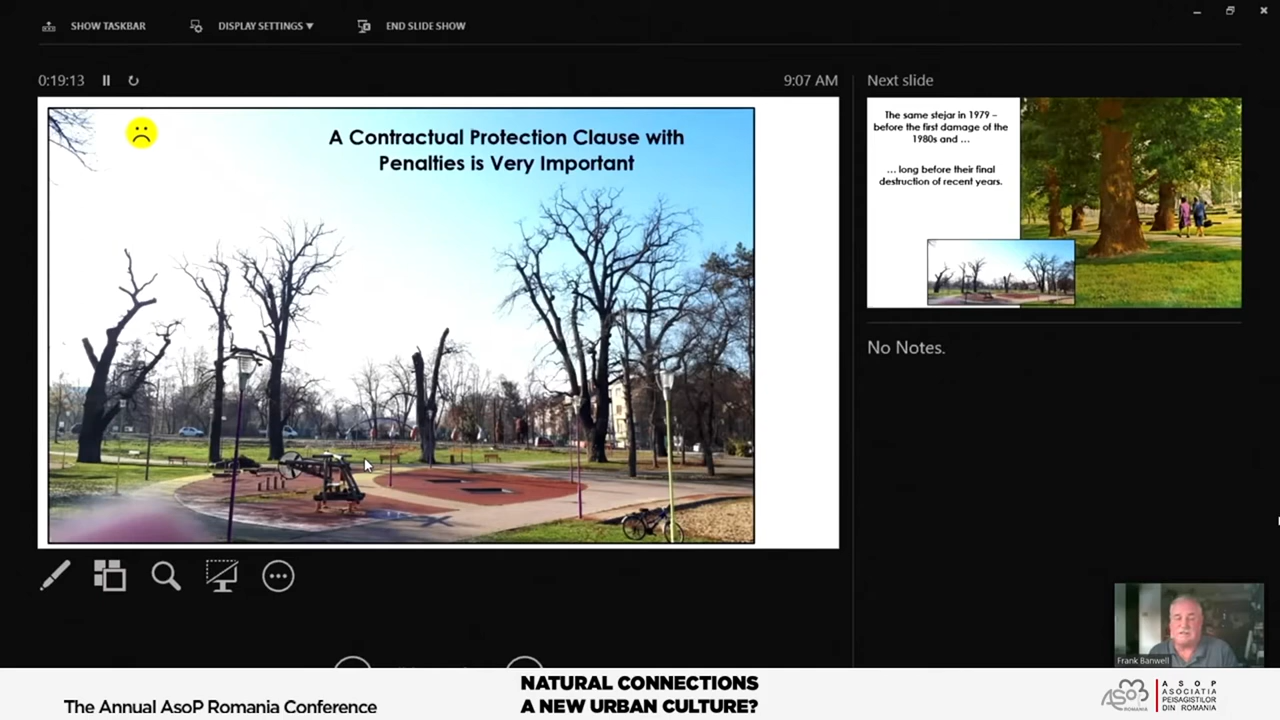 SHOW TASKBAR
DISPLAY SETTINGS ▼
END SLIDE SHOW
0:19:13
9:07 AM
Next slide
A Contractual Protection Clause with
Penalties is Very Important
The same stejar in 1979 –
before the first damage of the
1980s and ...
... long before their final
destruction of recent years.
No Notes.
Frank Banwell
The Annual AsoP Romania Conference
NATURAL CONNECTIONS
A NEW URBAN CULTURE?
ASOP
ROMANIA
A S O P
ASOCIATIA
PEISAGISTILOR
DIN ROMANIA